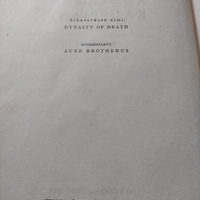 Alkuteoksen nimi:
DYNASTY OF DEATH
suomentanut
AUNE BROTHERUS